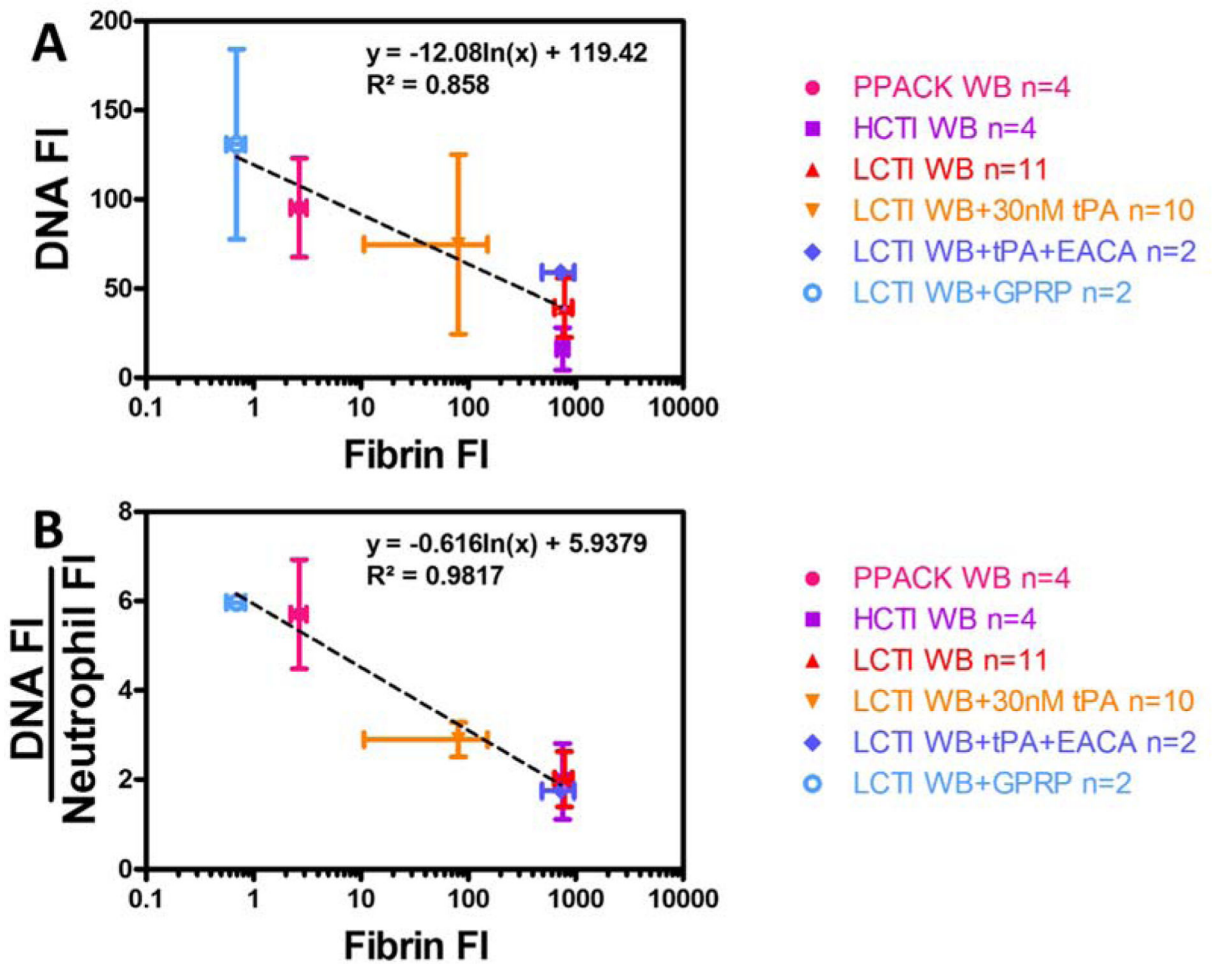 A
200
150
100
50
0
DNA FI
y = -12.08ln(x) + 119.42
R² = 0.858
0.1 1 10 100 1000 10000
Fibrin FI
PPACK WB n=4
HCTI WB n=4
LCTI WB n=11
LCTI WB+30nM tPA n=10
LCTI WB+tPA+EACA n=2
LCTI WB+GPRP n=2
B
8
6
4
2
0
DNA FI
Neutrophil FI
y = -0.616ln(x) + 5.9379
R² = 0.9817
0.1 1 10 100 1000 10000
Fibrin FI
PPACK WB n=4
HCTI WB n=4
LCTI WB n=11
LCTI WB+30nM tPA n=10
LCTI WB+tPA+EACA n=2
LCTI WB+GPRP n=2